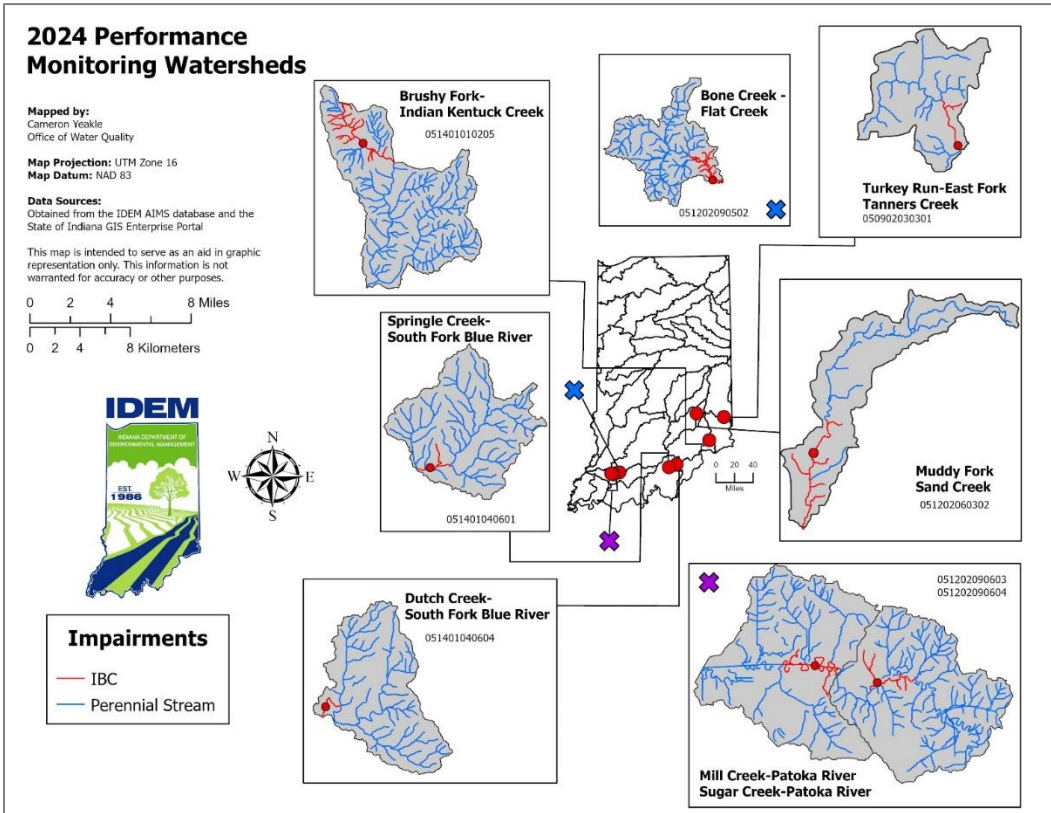 2024 Performance
Monitoring Watersheds
Mapped by:
Cameron Yeakle
Office of Water Quality
Map Projection: UTM Zone 16
Map Datum: NAD 83
Data Sources:
Obtained from the IDEM AIMS database and the
State of Indiana GIS Enterprise Portal
This map is intended to serve as an aid in graphic
representation only. This information is not
warranted for accuracy or other purposes.
0 2 4 8 Miles
0 2 4 8 Kilometers
IDEM
INDIANA DEPARTMENT OF
ENVIRONMENTAL MANAGEMENT
EST.
1986
N
W E
S
Impairments
IBC
Perennial Stream
Brushy Fork-
Indian Kentuck Creek
051401010205
Bone Creek -
Flat Creek
051202090502
Turkey Run-East Fork
Tanners Creek
050902030301
Springle Creek-
South Fork Blue River
051401040601
0 20 40
Miles
Muddy Fork
Sand Creek
051202060302
Dutch Creek-
South Fork Blue River
051401040604
051202090603
051202090604
Mill Creek-Patoka River
Sugar Creek-Patoka River